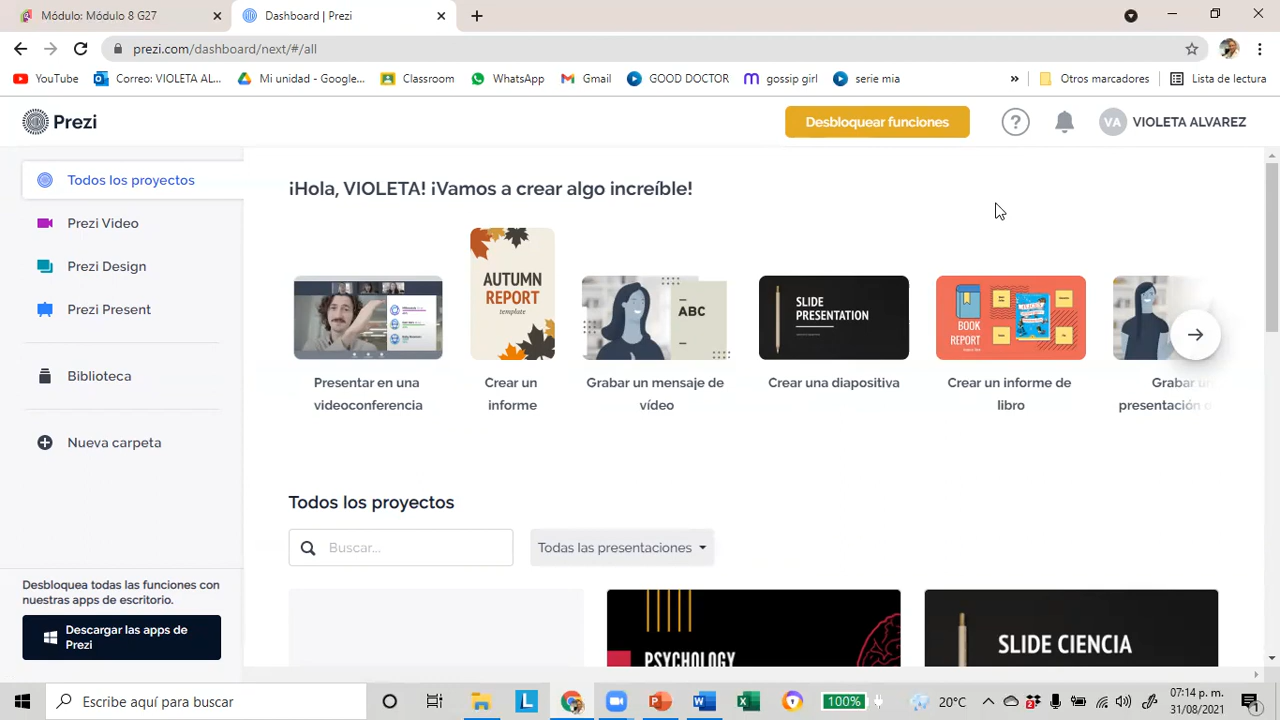 Módulo: Módulo 8 G27
Dashboard | Prezi
prezi.com/dashboard/next/#/all
YouTube
Correo: VIOLETA AL...
Mi unidad - Google...
Classroom
WhatsApp
Gmail
GOOD DOCTOR
gossip girl
serie mia
»
Otros marcadores
Lista de lectura
Prezi
Desbloquear funciones
VA
VIOLETA ALVAREZ
Todos los proyectos
Prezi Video
Prezi Design
Prezi Present
Biblioteca
Nueva carpeta
Desbloquea todas las funciones con
nuestras apps de escritorio.
Descargar las apps de
Prezi
¡Hola, VIOLETA! ¡Vamos a crear algo increíble!
AUTUMN
REPORT
template
ABC
SLIDE
PRESENTATION
BOOK
REPORT
Presentar en una
videoconferencia
Crear un
informe
Grabar un mensaje de
vídeo
Crear una diapositiva
Crear un informe de
libro
Grabar un
presentación
Todos los proyectos
Buscar...
Todas las presentaciones
PSYCHOLOGY
SLIDE CIENCIA
Escribe aquí para buscar
100%
20°C
2
07:14 p. m.
31/08/2021
1